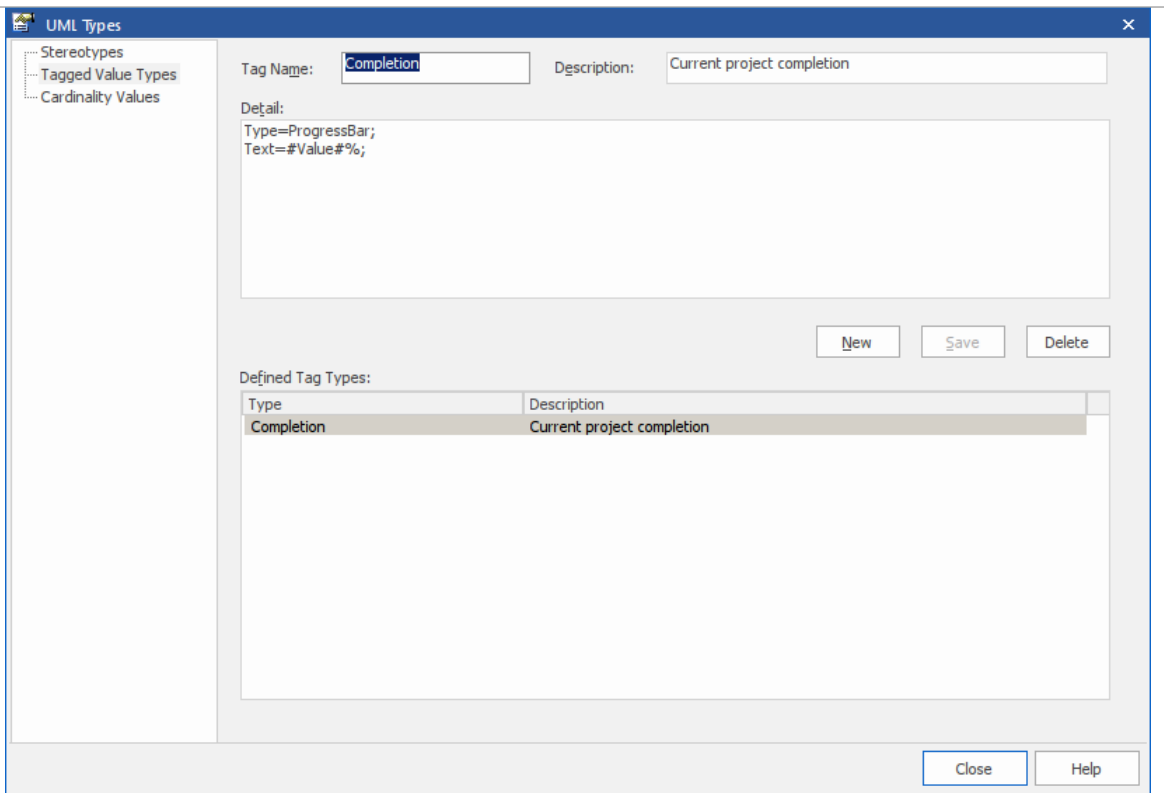 UML Types
Stereotypes
Tagged Value Types
Cardinality Values
Tag Name: Completion Description: Current project completion
Detail:
Type=ProgressBar;
Text=#Value#%;
New Save Delete
Defined Tag Types:
Type Description
Completion Current project completion
Close Help